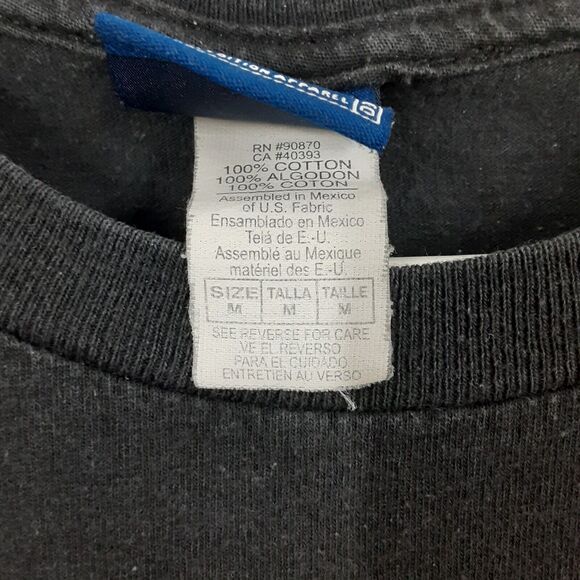 APPAREL
RN #90870
CA #40393
100% COTTON
100% ALGODON
100% COTON
Assembled in Mexico
of U.S. Fabric
Ensamblado en Mexico
Teiá de E.-U.
Assemblé au Mexique
matériel des E.-U.
SIZE TALLA TAILLE
M M M
SEE REVERSE FOR CARE
VE EL REVERSO
PARA EL CUIDADO
ENTRETIEN AU VERSO